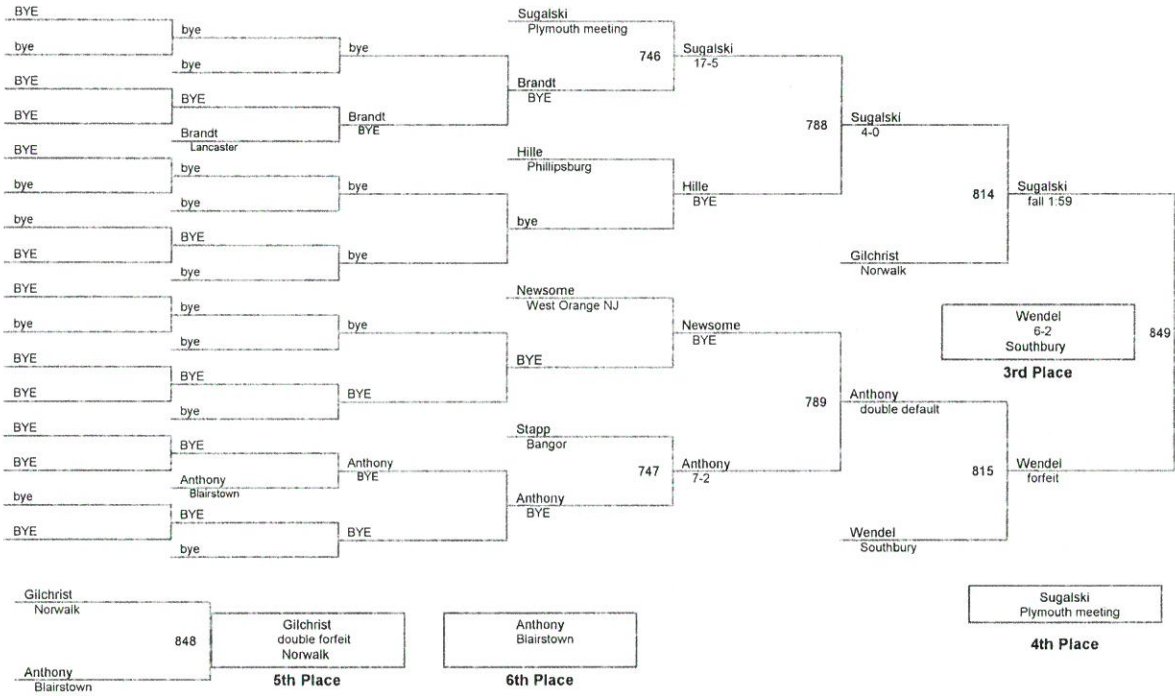 BYE
bye
BYE
BYE
BYE
bye
bye
BYE
BYE
bye
BYE
BYE
BYE
BYE
bye
BYE
bye
bye
BYE
Brandt
Lancaster
bye
bye
BYE
bye
bye
bye
BYE
bye
BYE
Anthony
Blairstown
BYE
bye
bye
Brandt
BYE
bye
bye
bye
BYE
Anthony
BYE
BYE
Sugalski
Plymouth meeting
746
Brandt
BYE
Hille
Phillipsburg
bye
Newsome
West Orange NJ
BYE
Stapp
Bangor
747
Anthony
BYE
Sugalski
17-5
788
Hille
BYE
Newsome
BYE
789
Anthony
7-2
Sugalski
4-0
814
Gilchrist
Norwalk
Anthony
double default
815
Wendel
Southbury
Sugalski
fall 1:59
849
Wendel
forfeit
Wendel
6-2
Southbury
3rd Place
Sugalski
Plymouth meeting
4th Place
Gilchrist
Norwalk
848
Anthony
Blairstown
Gilchrist
double forfeit
Norwalk
5th Place
Anthony
Blairstown
6th Place